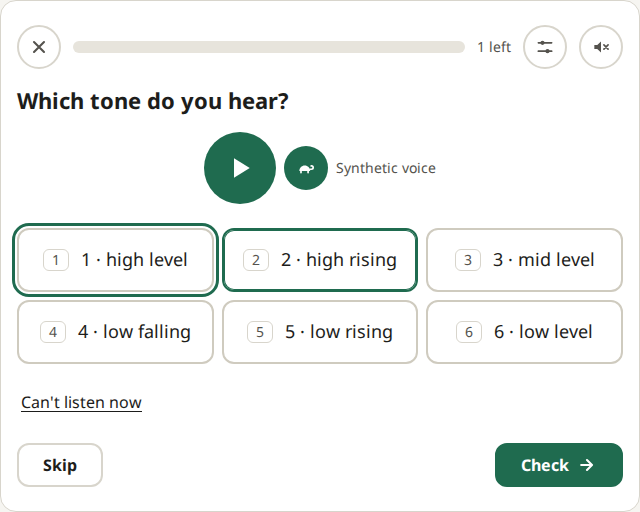 1 left
Which tone do you hear?
Synthetic voice
1 1 · high level
2 2 · high rising
3 3 · mid level
4 4 · low falling
5 5 · low rising
6 6 · low level
Can't listen now
Skip
Check →